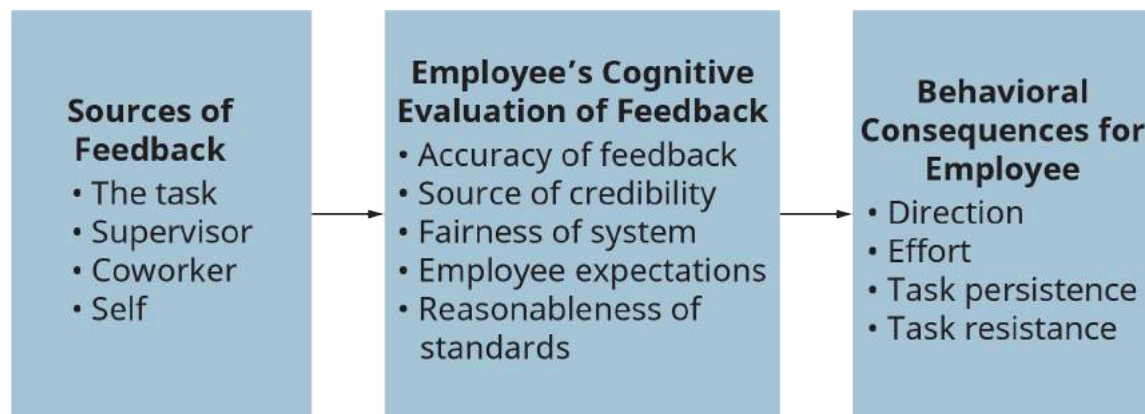 Sources of
Feedback
• The task
• Supervisor
• Coworker
• Self
Employee’s Cognitive
Evaluation of Feedback
• Accuracy of feedback
• Source of credibility
• Fairness of system
• Employee expectations
• Reasonableness of
standards
Behavioral
Consequences for
Employee
• Direction
• Effort
• Task persistence
• Task resistance